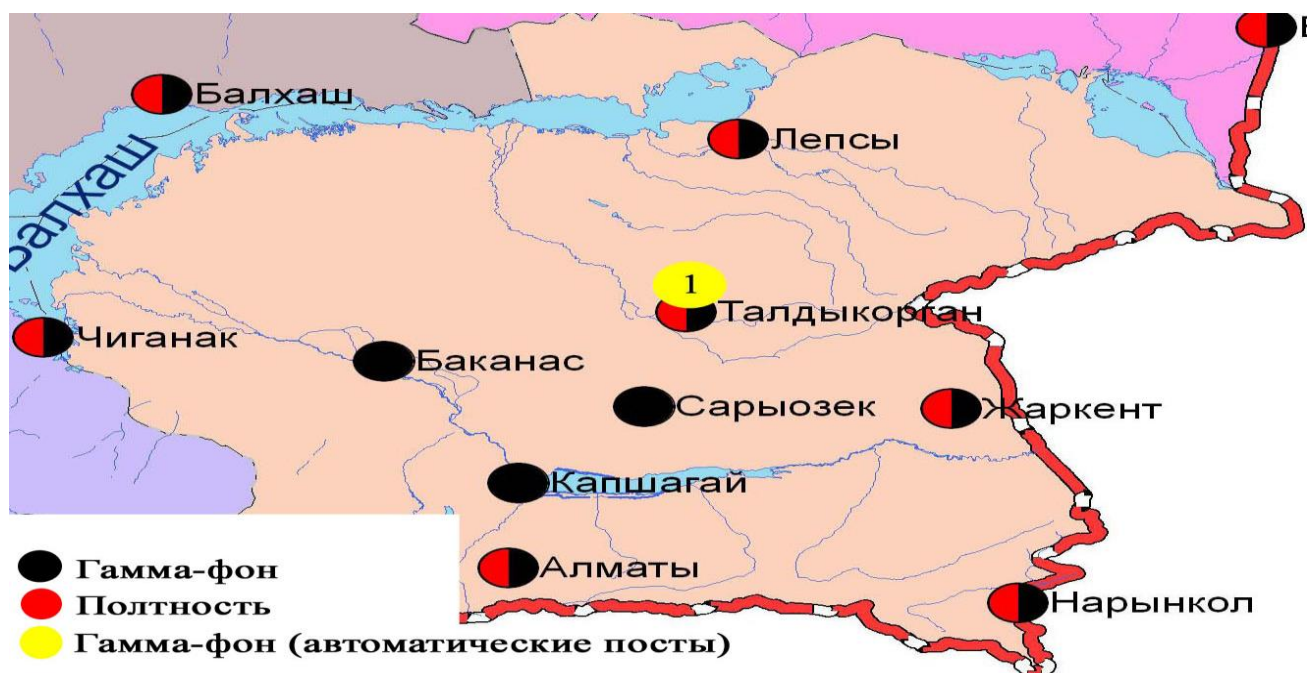 Балхаш
Лепсы
Балхаш
1
Талдыкорган
Чиганак
Баканас
Сарыозек
Жаркент
Капшагай
Алматы
Нарынкол
Гамма-фон
Полтность
Гамма-фон (автоматические посты)